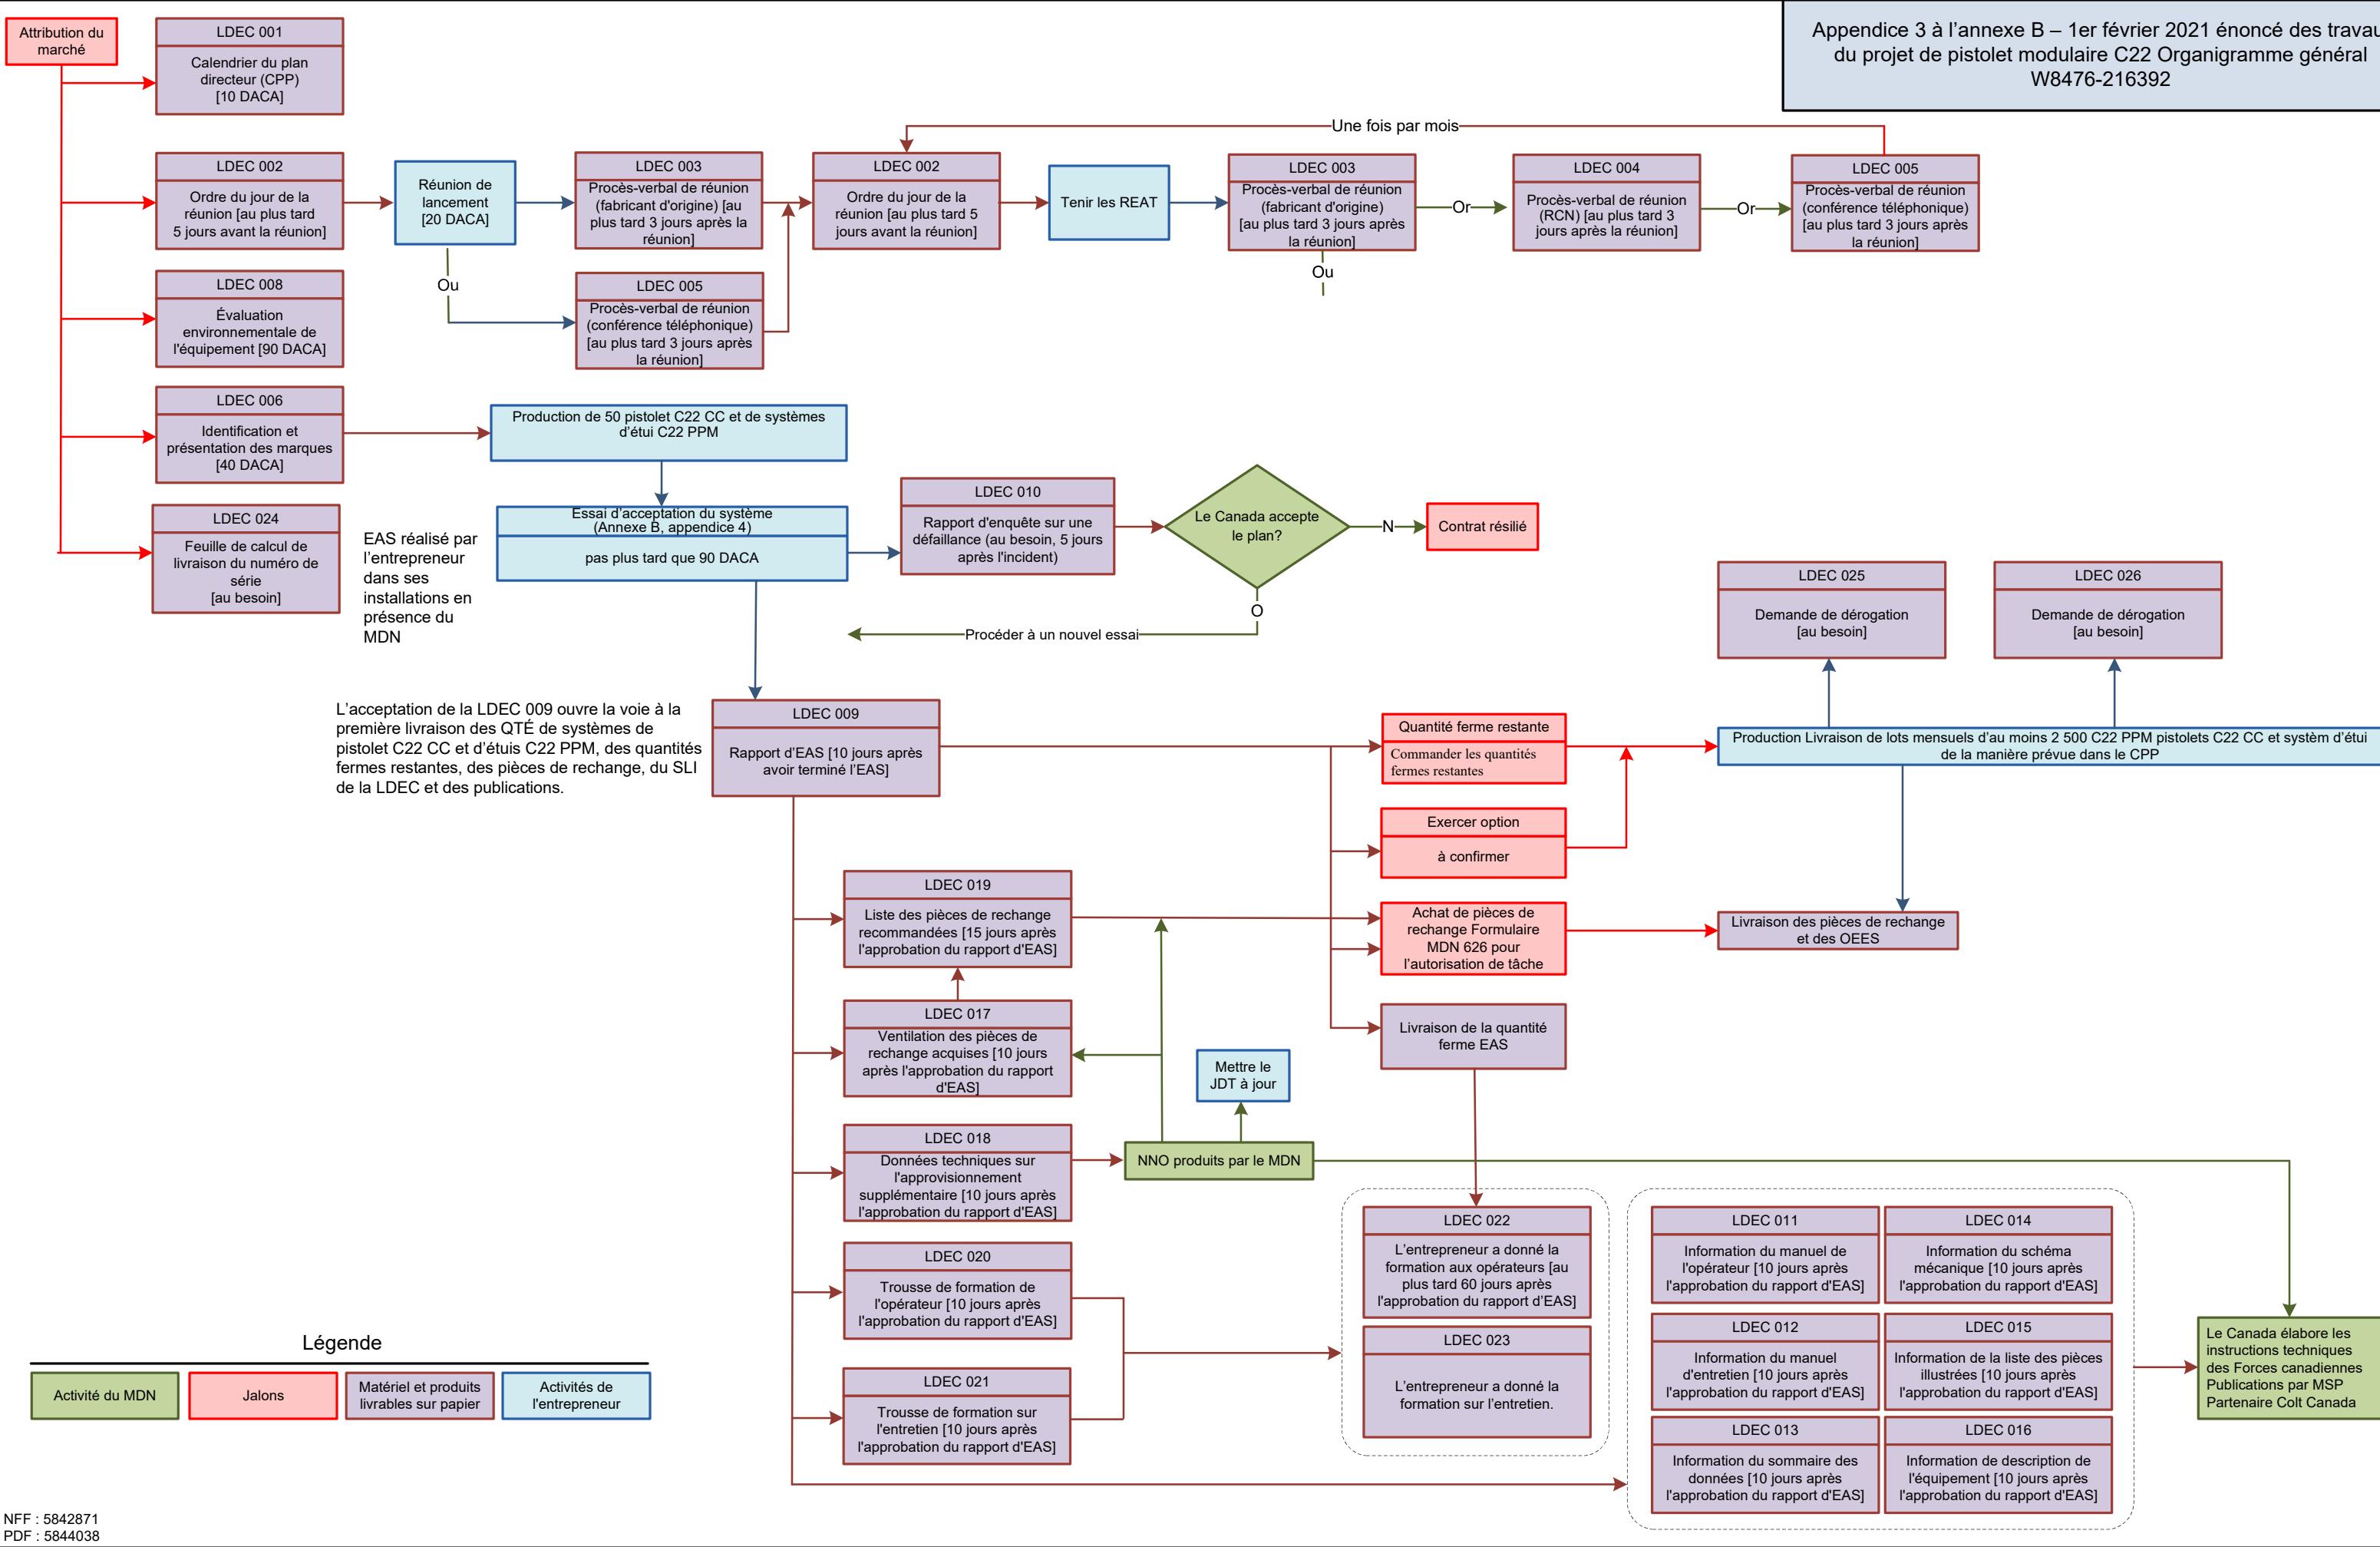 Attribution du
marché
LDEC 001
Calendrier du plan
directeur (CPP)
[10 DACA]
Appendice 3 à l’annexe B – 1er février 2021 énoncé des travau
du projet de pistolet modulaire C22 Organigramme général
W8476-216392
Une fois par mois
LDEC 002
Ordre du jour de la
réunion [au plus tard
5 jours avant la réunion]
Réunion de
lancement
[20 DACA]
LDEC 003
Procès-verbal de réunion
(fabricant d'origine) [au
plus tard 3 jours après la
réunion]
LDEC 002
Ordre du jour de la
réunion [au plus tard 5
jours avant la réunion]
Tenir les REAT
LDEC 003
Procès-verbal de réunion
(fabricant d'origine)
[au plus tard 3 jours après
la réunion]
Or
LDEC 004
Procès-verbal de réunion
(RCN) [au plus tard 3
jours après la réunion]
Or
LDEC 005
Procès-verbal de réunion
(conférence téléphonique)
[au plus tard 3 jours après
la réunion]
Ou
Ou
LDEC 005
Procès-verbal de réunion
(conférence téléphonique)
[au plus tard 3 jours après
la réunion]
LDEC 008
Évaluation
environnementale de
l'équipement [90 DACA]
LDEC 006
Identification et
présentation des marques
[40 DACA]
Production de 50 pistolet C22 CC et de systèmes
d’étui C22 PPM
LDEC 024
Feuille de calcul de
livraison du numéro de
série
[au besoin]
EAS réalisé par
l’entrepreneur
dans ses
installations en
présence du
MDN
Essai d’acceptation du système
(Annexe B, appendice 4)
pas plus tard que 90 DACA
LDEC 010
Rapport d'enquête sur une
défaillance (au besoin, 5 jours
après l'incident)
Le Canada accepte
le plan?
N
Contrat résilié
O
Procéder à un nouvel essai
LDEC 025
Demande de dérogation
[au besoin]
LDEC 026
Demande de dérogation
[au besoin]
L’acceptation de la LDEC 009 ouvre la voie à la
première livraison des QTÉ de systèmes de
pistolet C22 CC et d’étuis C22 PPM, des quantités
fermes restantes, des pièces de rechange, du SLI
de la LDEC et des publications.
LDEC 009
Rapport d’EAS [10 jours après
avoir terminé l’EAS]
Quantité ferme restante
Commander les quantités
fermes restantes
Production Livraison de lots mensuels d’au moins 2 500 C22 PPM pistolets C22 CC et systèm d’étui
de la manière prévue dans le CPP
Exercer option
à confirmer
LDEC 019
Liste des pièces de rechange
recommandées [15 jours après
l'approbation du rapport d'EAS]
Achat de pièces de
rechange Formulaire
MDN 626 pour
l’autorisation de tâche
Livraison des pièces de rechange
et des OEES
LDEC 017
Ventilation des pièces de
rechange acquises [10 jours
après l'approbation du rapport
d'EAS]
Livraison de la quantité
ferme EAS
Mettre le
JDT à jour
LDEC 018
Données techniques sur
l'approvisionnement
supplémentaire [10 jours après
l'approbation du rapport d'EAS]
NNO produits par le MDN
LDEC 020
Trousse de formation de
l'opérateur [10 jours après
l'approbation du rapport d'EAS]
LDEC 021
Trousse de formation sur
l'entretien [10 jours après
l'approbation du rapport d'EAS]
LDEC 022
L’entrepreneur a donné la
formation aux opérateurs [au
plus tard 60 jours après
l'approbation du rapport d’EAS]
LDEC 023
L’entrepreneur a donné la
formation sur l’entretien.
LDEC 011
Information du manuel de
l'opérateur [10 jours après
l'approbation du rapport d'EAS]
LDEC 014
Information du schéma
mécanique [10 jours après
l'approbation du rapport d'EAS]
LDEC 012
Information du manuel
d'entretien [10 jours après
l'approbation du rapport d'EAS]
LDEC 015
Information de la liste des pièces
illustrées [10 jours après
l'approbation du rapport d'EAS]
LDEC 013
Information du sommaire des
données [10 jours après
l'approbation du rapport d'EAS]
LDEC 016
Information de description de
l'équipement [10 jours après
l'approbation du rapport d'EAS]
Le Canada élabore les
instructions techniques
des Forces canadiennes
Publications par MSP
Partenaire Colt Canada
Légende
Activité du MDN
Jalons
Matériel et produits
livrables sur papier
Activités de
l'entrepreneur
NFF : 5842871
PDF : 5844038